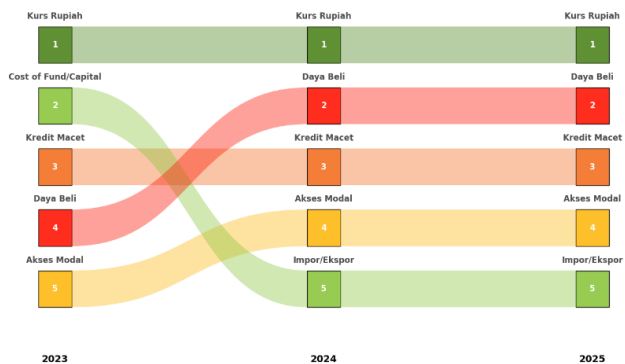 Kurs Rupiah Kurs Rupiah Kurs Rupiah
1 1 1
Cost of Fund/Capital Daya Beli Daya Beli
2 2 2
Kredit Macet Kredit Macet Kredit Macet
3 3 3
Daya Beli Akses Modal Akses Modal
4 4 4
Akses Modal Impor/Ekspor Impor/Ekspor
5 5 5
2023 2024 2025